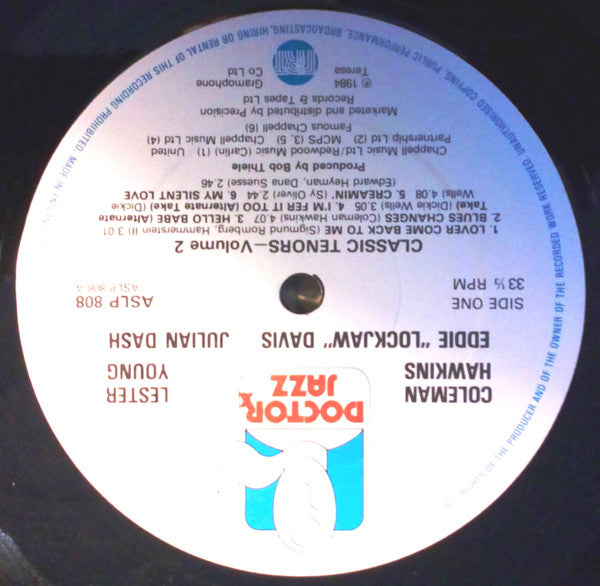 DOCTOR
JAZZ
COLEMAN
HAWKINS
LESTER
YOUNG
EDDIE "LOCKJAW" DAVIS JULIAN DASH
SIDE ONE
33⅓ RPM
ASLP 808
ASLP 808-A
CLASSIC TENORS—Volume 2
1. LOVER COME BACK TO ME (Sigmund Romberg, Hammerstein II) 3.01
2. BLUES CHANGES (Coleman Hawkins) 4.07 3. HELLO BABE (Alternate
Take) (Dickie Wells) 3.05 4. I'M FER IT TOO (Alternate Take) (Dickie
Wells) 4.08 5. CREAMIN' (Sy Oliver) 2.44 6. MY SILENT LOVE
(Edward Heyman, Dana Suesse) 2.46
Produced by Bob Thiele
Chappell Music Ltd/Redwood Music (Carlin) (1) United
Partnership Ltd (2) MCPS (3, 5) Chappell Music Ltd (4)
Famous Chappell (6)
Marketed and distributed by Precision
Records & Tapes Ltd
℗ 1984
Teresa
Gramophone
Co Ltd
ALL RIGHTS OF THE PRODUCER AND OF THE OWNER OF THE RECORDED WORK RESERVED. UNAUTHORISED COPYING, PUBLIC PERFORMANCE, BROADCASTING, HIRING OR RENTAL OF THIS RECORDING PROHIBITED. MADE IN